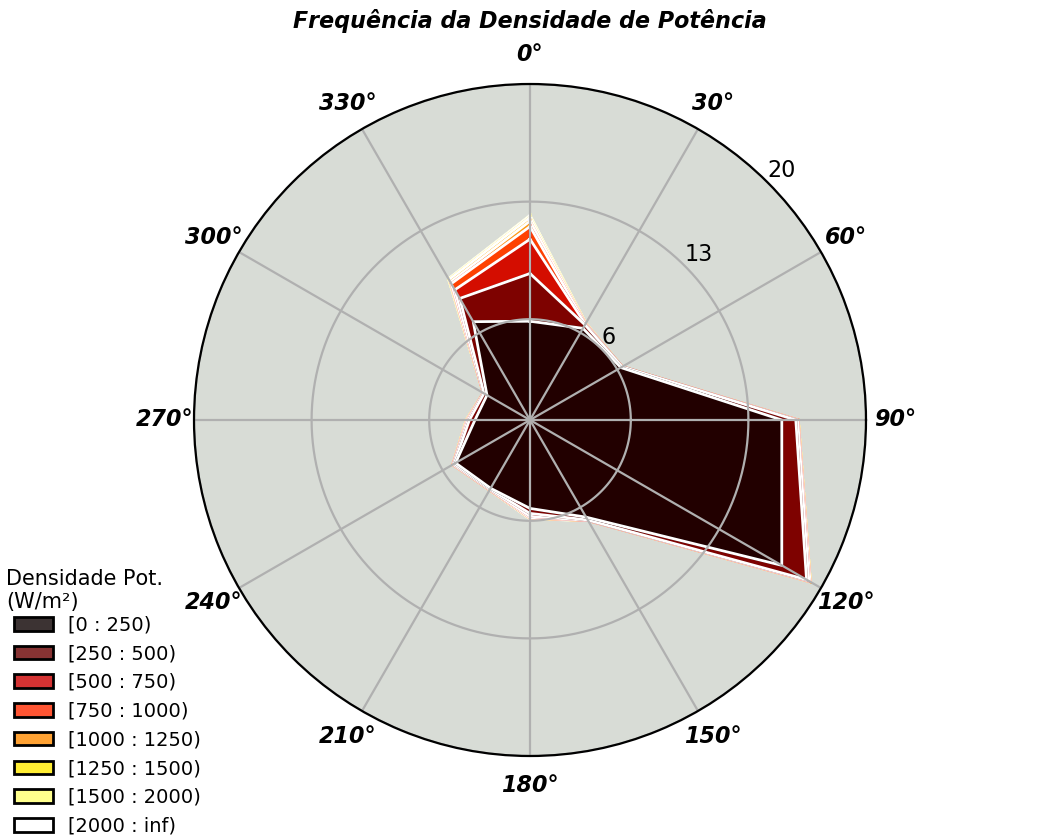 Frequência da Densidade de Potência
0°
330°
30°
20
300°
60°
13
6
270°
90°
240°
120°
210°
150°
180°
Densidade Pot.
(W/m²)
[0 : 250)
[250 : 500)
[500 : 750)
[750 : 1000)
[1000 : 1250)
[1250 : 1500)
[1500 : 2000)
[2000 : inf)